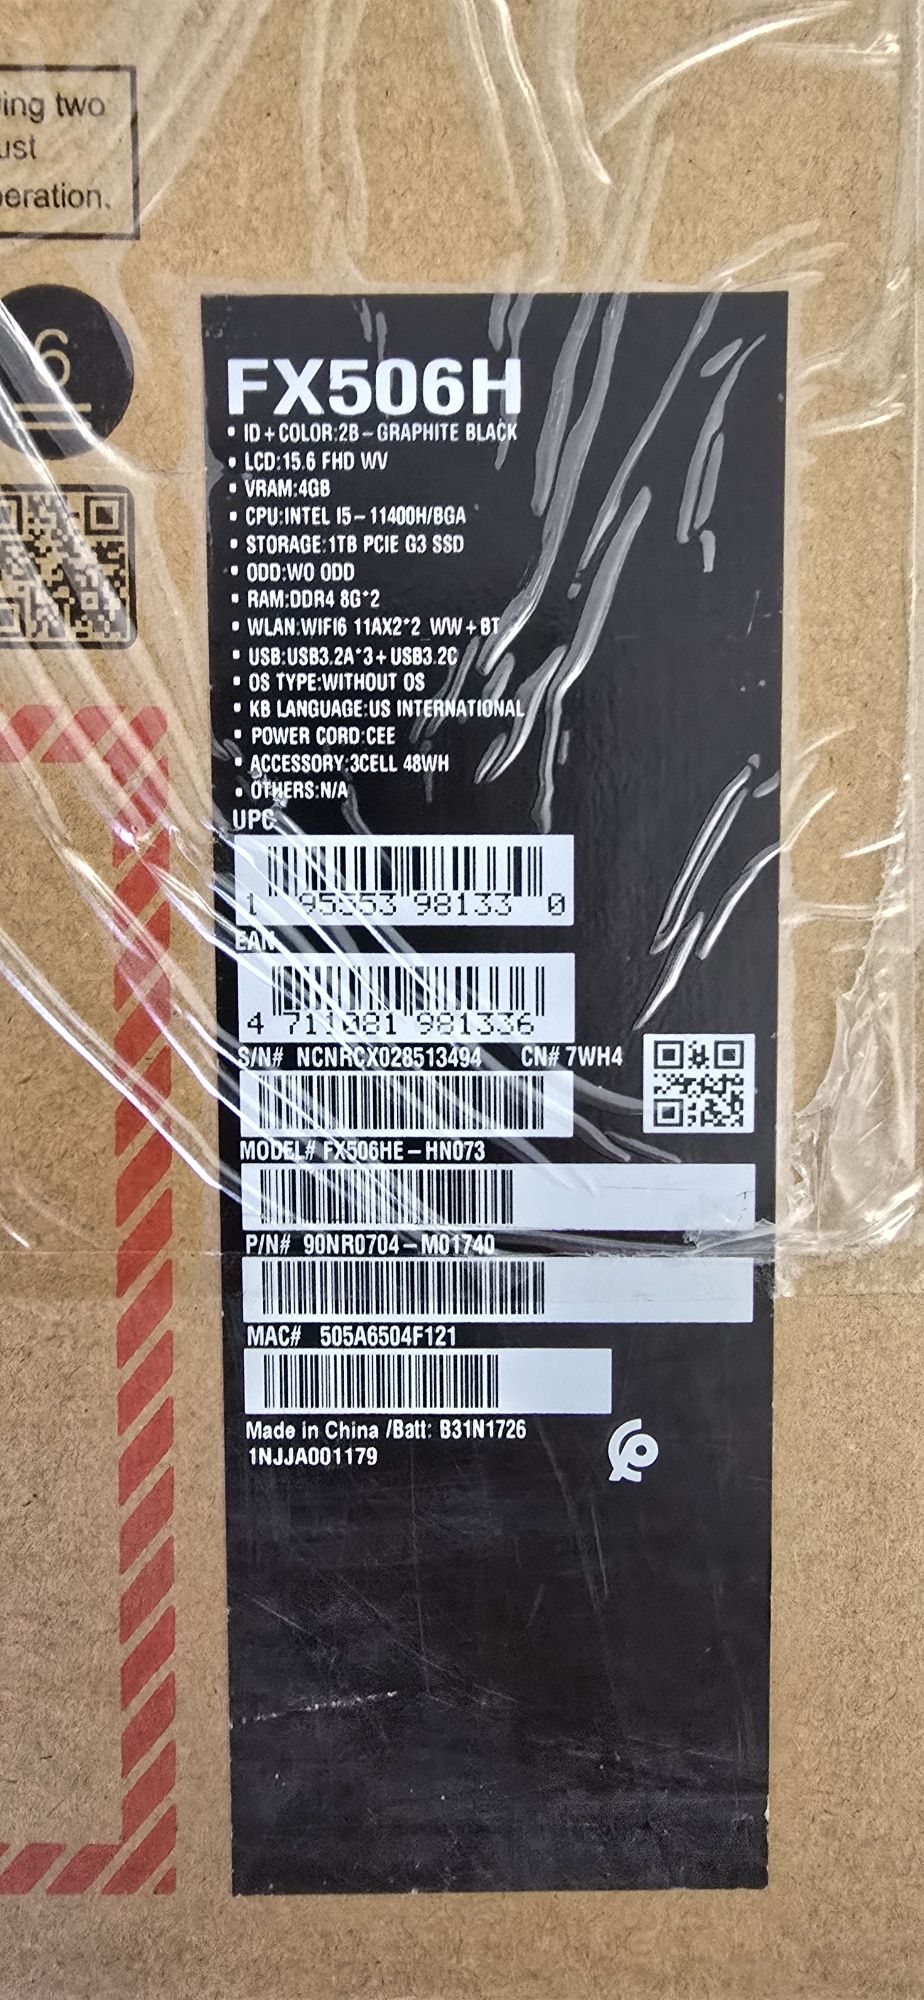 ing two
ust
eration.
6
FX506H
• ID+COLOR:2B-GRAPHITE BLACK
• LCD:15.6 FHD WV
• VRAM:4GB
• CPU:INTEL I5-11400H/BGA
• STORAGE:1TB PCIE G3 SSD
• ODD:WO ODD
• RAM:DDR4 8G*2
• WLAN:WIFI6 11AX2*2 WW+BT
• USB:USB3.2A*3+USB3.2C
• OS TYPE:WITHOUT OS
• KB LANGUAGE:US INTERNATIONAL
• POWER CORD:CEE
• ACCESSORY:3CELL 48WH
• OTHERS:N/A
UPC
1 95553 98133 0
EAN
4 711081 981336
S/N# NCNRCX028513494 CN# 7WH4
MODEL# FX506HE-HN073
P/N# 90NR0704-M01740
MAC# 505A6504F121
Made in China /Batt: B31N1726
1NJJA001179